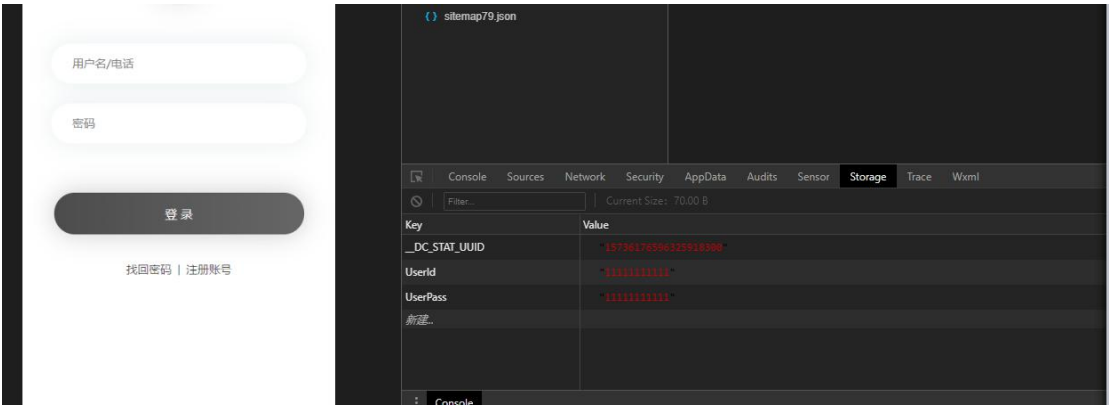 {} sitemap79.json
用户名/电话
密码
登录
找回密码 | 注册账号
Console Sources Network Security AppData Audits Sensor Storage Trace Wxml
Filter... Current Size: 70.00 B
Key Value
__DC_STAT_UUID
UserId "11111111111"
UserPass "11111111111"
新建...
Console